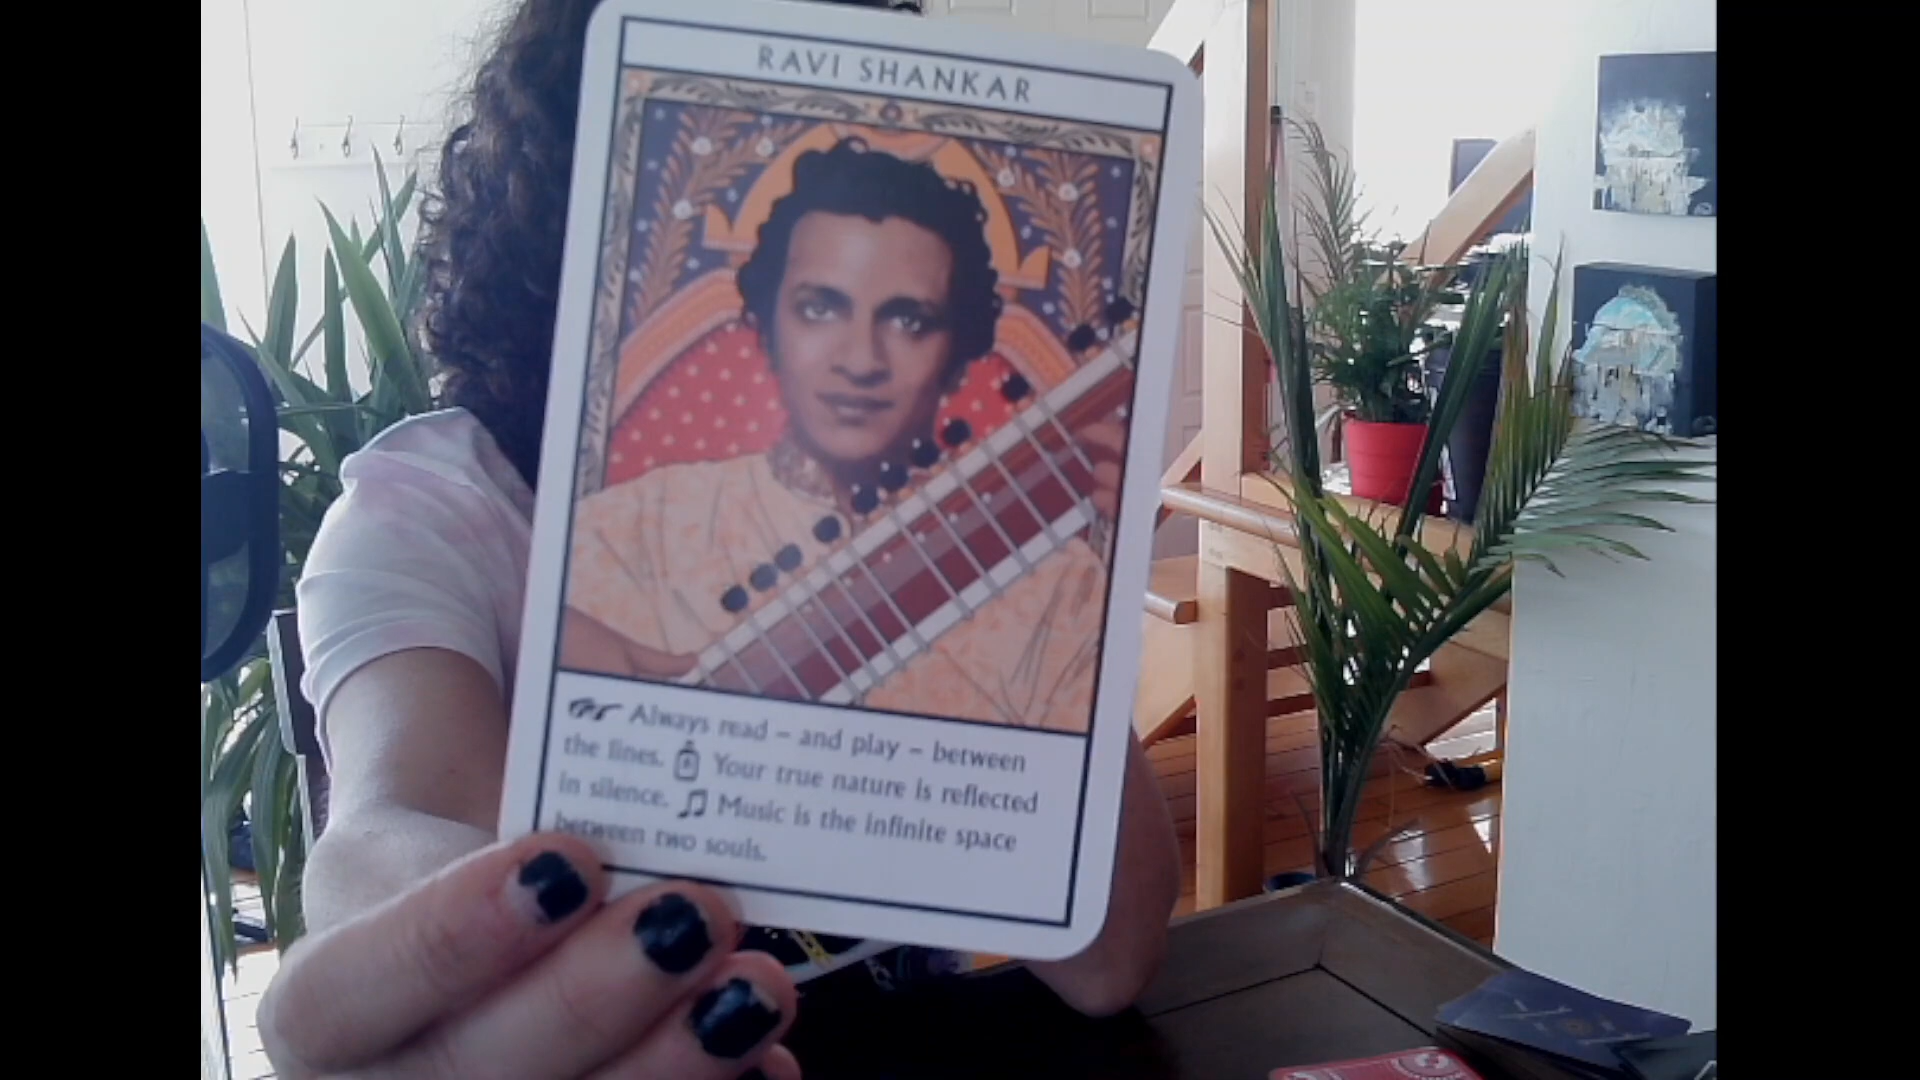 RAVI SHANKAR
Always read – and play – between
the lines. Your true nature is reflected
in silence. Music is the infinite space
between two souls.